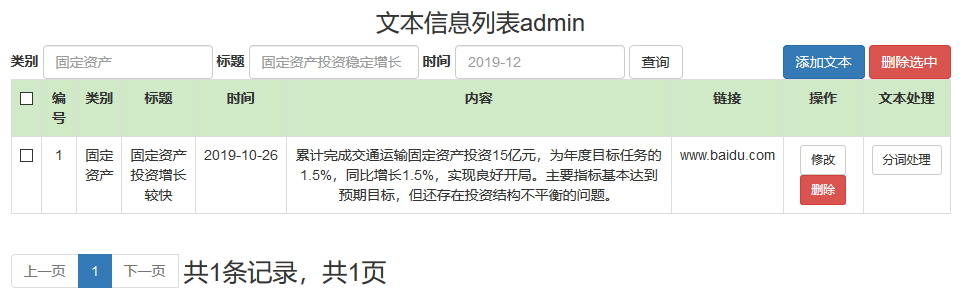 文本信息列表admin
类别 固定资产 标题 固定资产投资稳定增长 时间 2019-12 查询 添加文本 删除选中
编号 类别 标题 时间 内容 链接 操作 文本处理
1 固定资产 固定资产投资增长较快 2019-10-26 累计完成交通运输固定资产投资15亿元，为年度目标任务的1.5%，同比增长1.5%，实现良好开局。主要指标基本达到预期目标，但还存在投资结构不平衡的问题。 www.baidu.com 修改 删除 分词处理
上一页 1 下一页 共1条记录，共1页